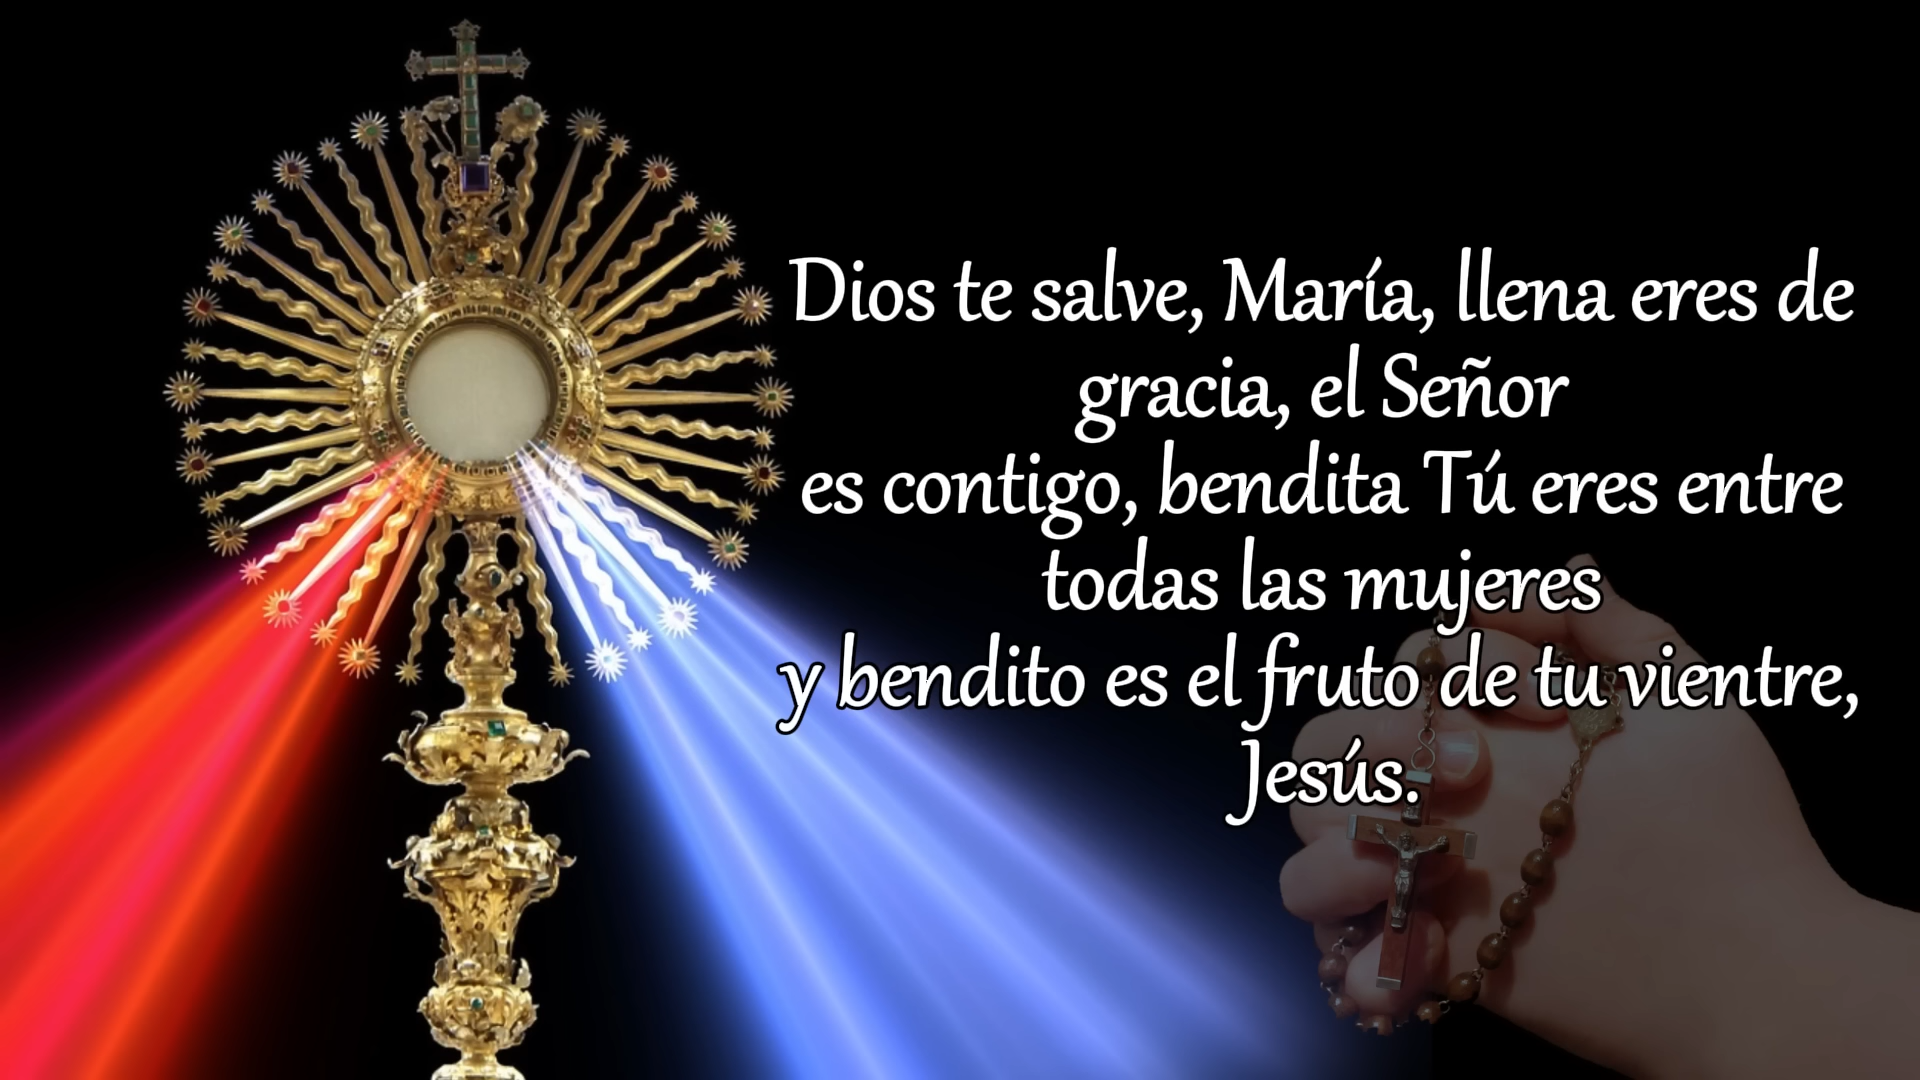 Dios te salve, María, llena eres de
gracia, el Señor
es contigo, bendita Tú eres entre
todas las mujeres
y bendito es el fruto de tu vientre,
Jesús.